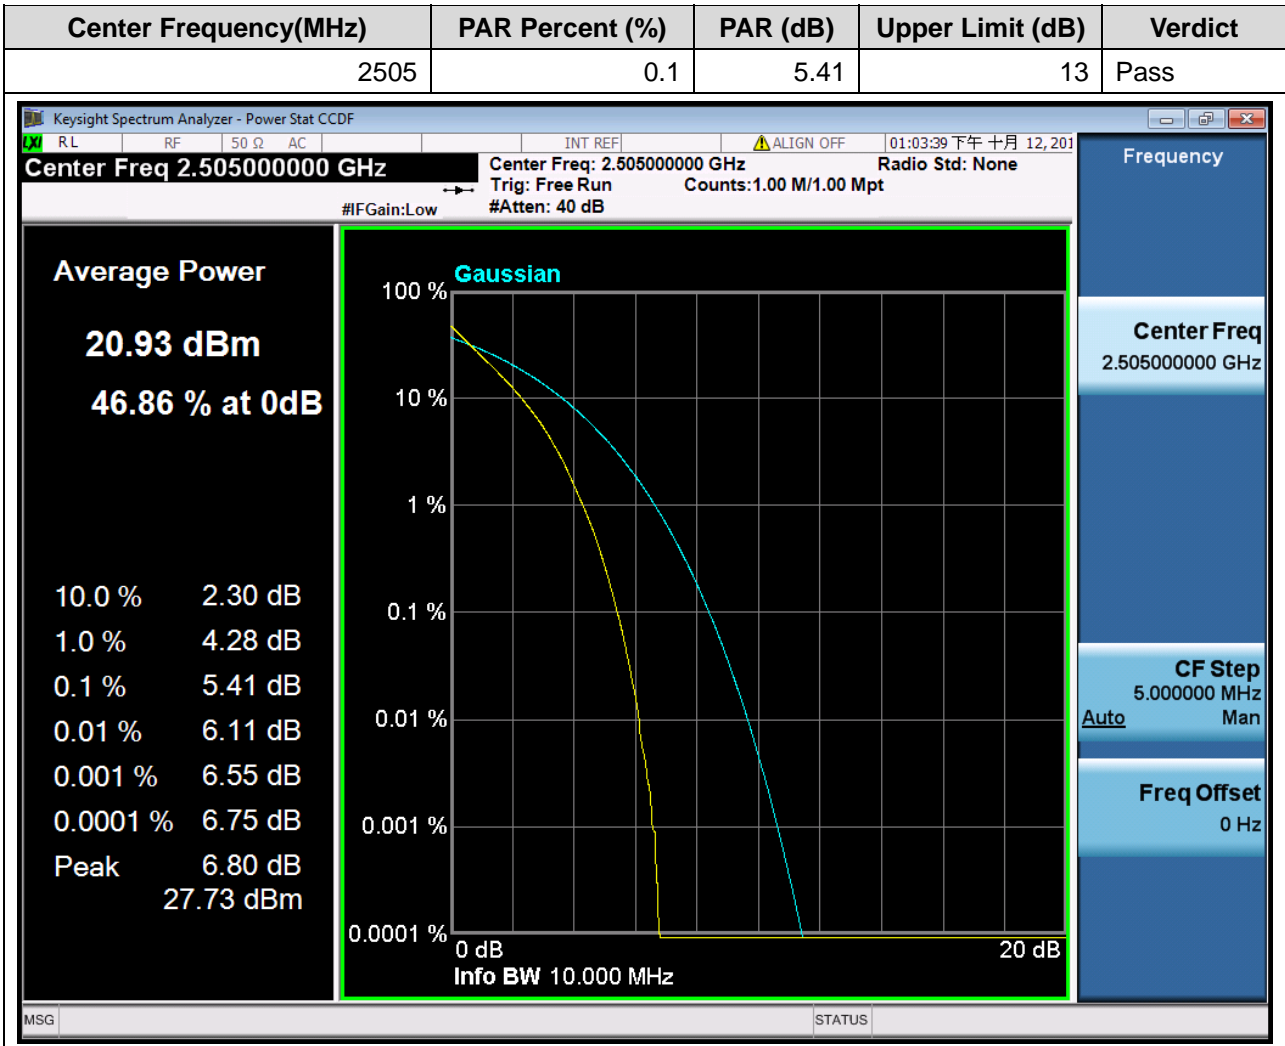 Center Frequency(MHz) PAR Percent (%) PAR (dB) Upper Limit (dB) Verdict
2505 0.1 5.41 13 Pass
Keysight Spectrum Analyzer - Power Stat CCDF
LXI RL RF 50 Ω AC INT REF ALIGN OFF 01:03:39 下午 十月 12, 201
Center Freq 2.505000000 GHz
Center Freq: 2.505000000 GHz Radio Std: None
Trig: Free Run Counts:1.00 M/1.00 Mpt
#IFGain:Low #Atten: 40 dB
Average Power
20.93 dBm
46.86 % at 0dB
10.0 % 2.30 dB
1.0 % 4.28 dB
0.1 % 5.41 dB
0.01 % 6.11 dB
0.001 % 6.55 dB
0.0001 % 6.75 dB
Peak 6.80 dB
27.73 dBm
Gaussian
100 %
10 %
1 %
0.1 %
0.01 %
0.001 %
0.0001 %
0 dB 20 dB
Info BW 10.000 MHz
Frequency
Center Freq
2.505000000 GHz
CF Step
5.000000 MHz
Auto Man
Freq Offset
0 Hz
MSG STATUS